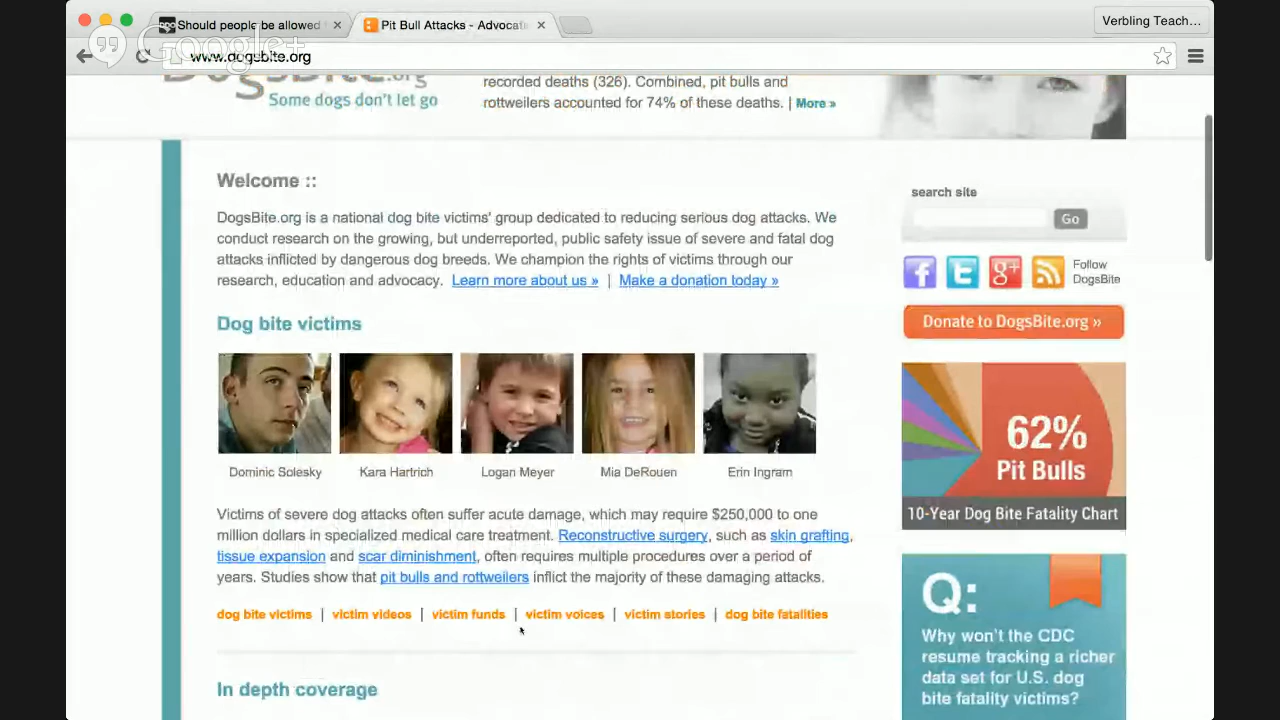 Should people be allowed t
Pit Bull Attacks - Advocate
Verbling Teach…
Google+
www.dogsbite.org
DogsBite.org
Some dogs don't let go
recorded deaths (326). Combined, pit bulls and
rottweilers accounted for 74% of these deaths. | More »
Welcome ::
DogsBite.org is a national dog bite victims' group dedicated to reducing serious dog attacks. We
conduct research on the growing, but underreported, public safety issue of severe and fatal dog
attacks inflicted by dangerous dog breeds. We champion the rights of victims through our
research, education and advocacy. Learn more about us » | Make a donation today »
Dog bite victims
Dominic Solesky Kara Hartrich Logan Meyer Mia DeRouen Erin Ingram
Victims of severe dog attacks often suffer acute damage, which may require $250,000 to one
million dollars in specialized medical care treatment. Reconstructive surgery, such as skin grafting,
tissue expansion and scar diminishment, often requires multiple procedures over a period of
years. Studies show that pit bulls and rottweilers inflict the majority of these damaging attacks.
dog bite victims | victim videos | victim funds | victim voices | victim stories | dog bite fatalities
In depth coverage
search site
Go
Follow
DogsBite
Donate to DogsBite.org »
62%
Pit Bulls
10-Year Dog Bite Fatality Chart
Q:
Why won't the CDC
resume tracking a richer
data set for U.S. dog
bite fatality victims?